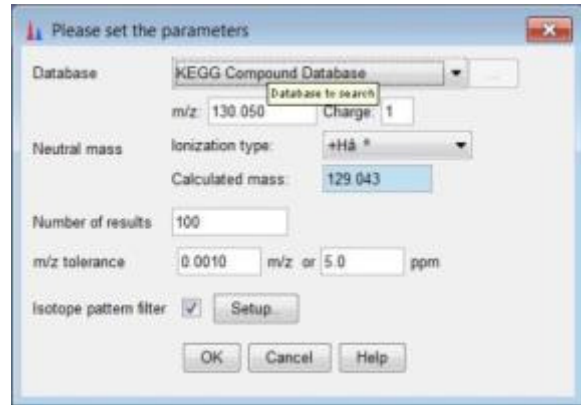 Please set the parameters
Database KEGG Compound Database ...
Database to search
m/z: 130.050 Charge: 1
Neutral mass Ionization type: +Hâ º
Calculated mass: 129.043
Number of results 100
m/z tolerance 0.0010 m/z or 5.0 ppm
Isotope pattern filter Setup..
OK Cancel Help